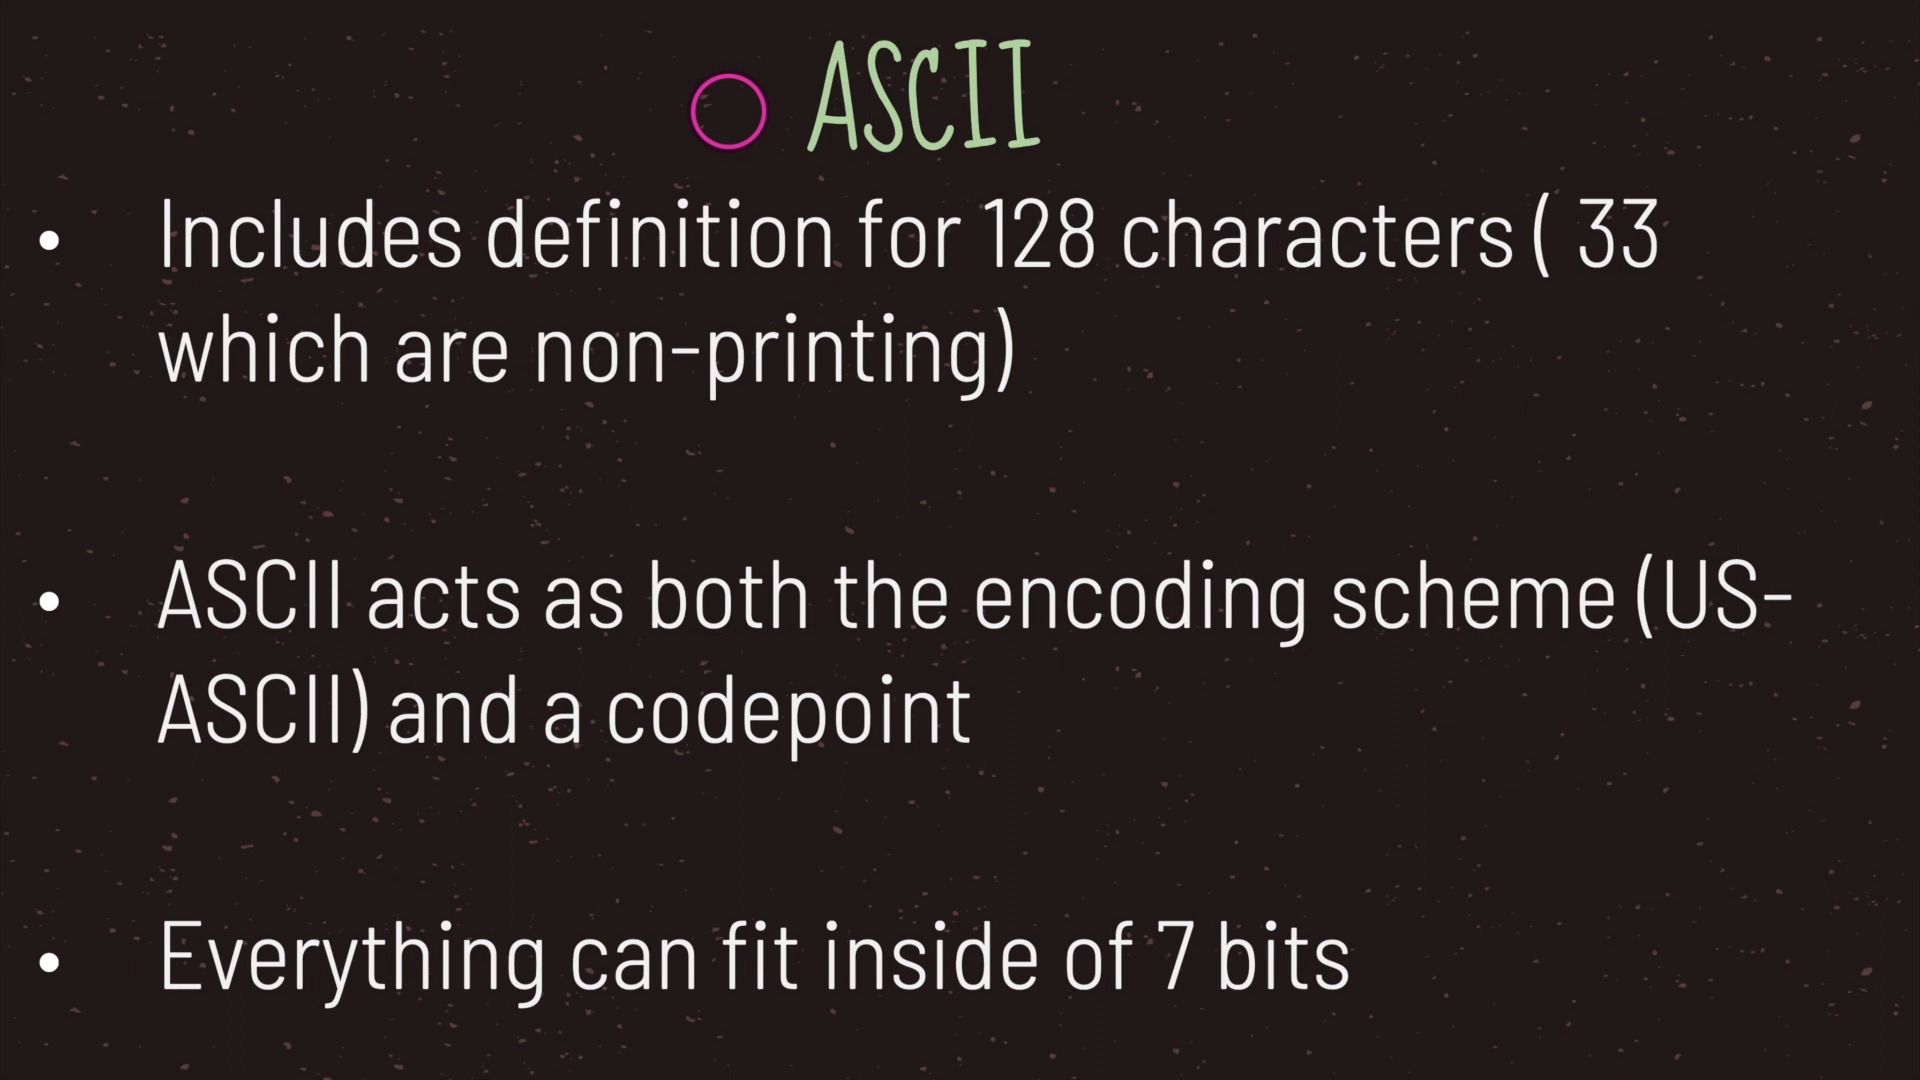 ASCII
• Includes definition for 128 characters ( 33
which are non-printing)
• ASCII acts as both the encoding scheme (US-
ASCII) and a codepoint
• Everything can fit inside of 7 bits